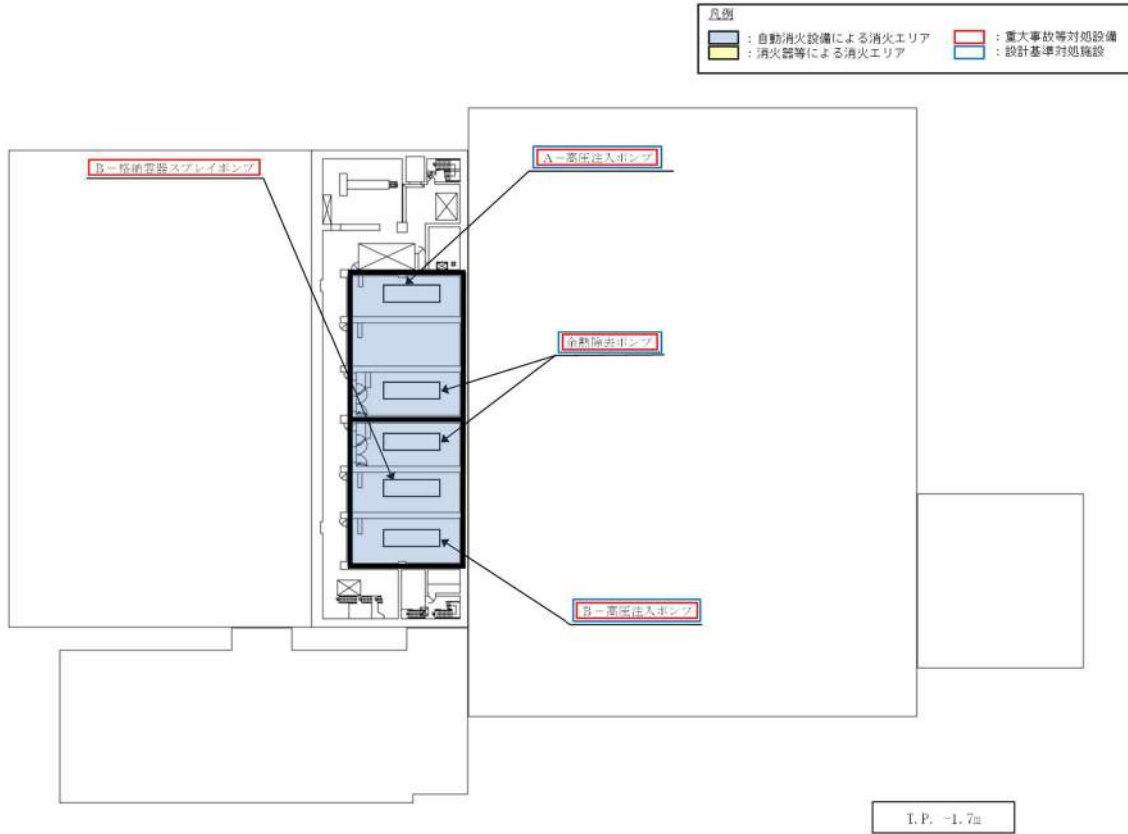 凡例
：自動消火設備による消火エリア
：重大事故等対処設備
：消火器等による消火エリア
：設計基準対処施設
B－格納容器スプレイポンプ
A－高圧注入ポンプ
余熱除去ポンプ
B－高圧注入ポンプ
T.P. -1.7m